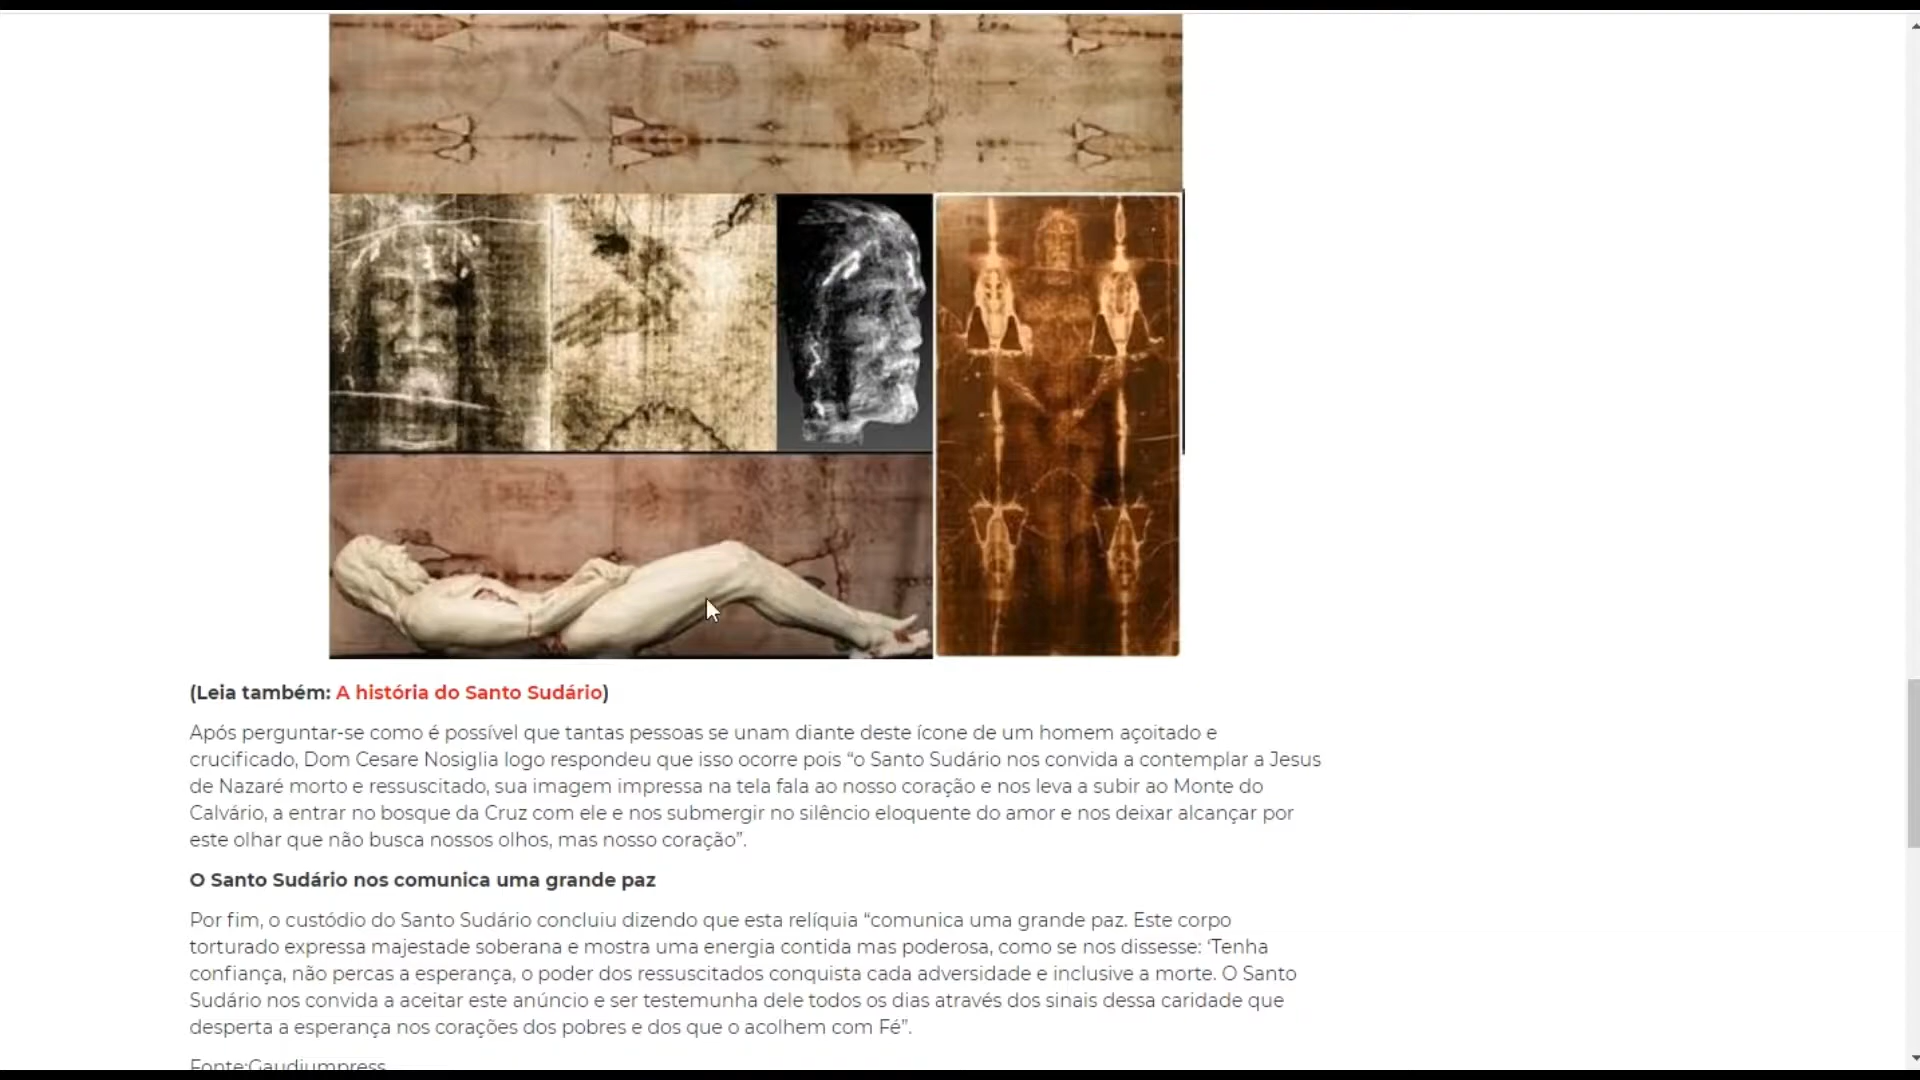 (Leia também: A história do Santo Sudário)
Após perguntar-se como é possível que tantas pessoas se unam diante deste ícone de um homem açoitado e
crucificado, Dom Cesare Nosiglia logo respondeu que isso ocorre pois “o Santo Sudário nos convida a contemplar a Jesus
de Nazaré morto e ressuscitado, sua imagem impressa na tela fala ao nosso coração e nos leva a subir ao Monte do
Calvário, a entrar no bosque da Cruz com ele e nos submergir no silêncio eloquente do amor e nos deixar alcançar por
este olhar que não busca nossos olhos, mas nosso coração”.
O Santo Sudário nos comunica uma grande paz
Por fim, o custódio do Santo Sudário concluiu dizendo que esta relíquia “comunica uma grande paz. Este corpo
torturado expressa majestade soberana e mostra uma energia contida mas poderosa, como se nos dissesse: ‘Tenha
confiança, não percas a esperança, o poder dos ressuscitados conquista cada adversidade e inclusive a morte. O Santo
Sudário nos convida a aceitar este anúncio e ser testemunha dele todos os dias através dos sinais dessa caridade que
desperta a esperança nos corações dos pobres e dos que o acolhem com Fé”.
Fonte:Gaudiumpress